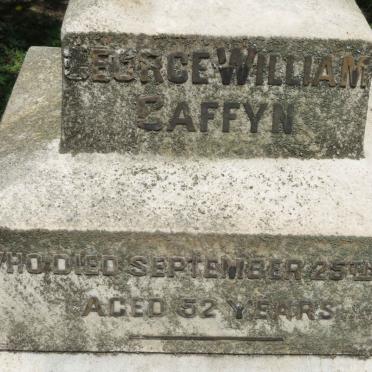 GEORGE WILLIAM
CAFFYN
WHO DIED SEPTEMBER 25TH
AGED 52 YEARS